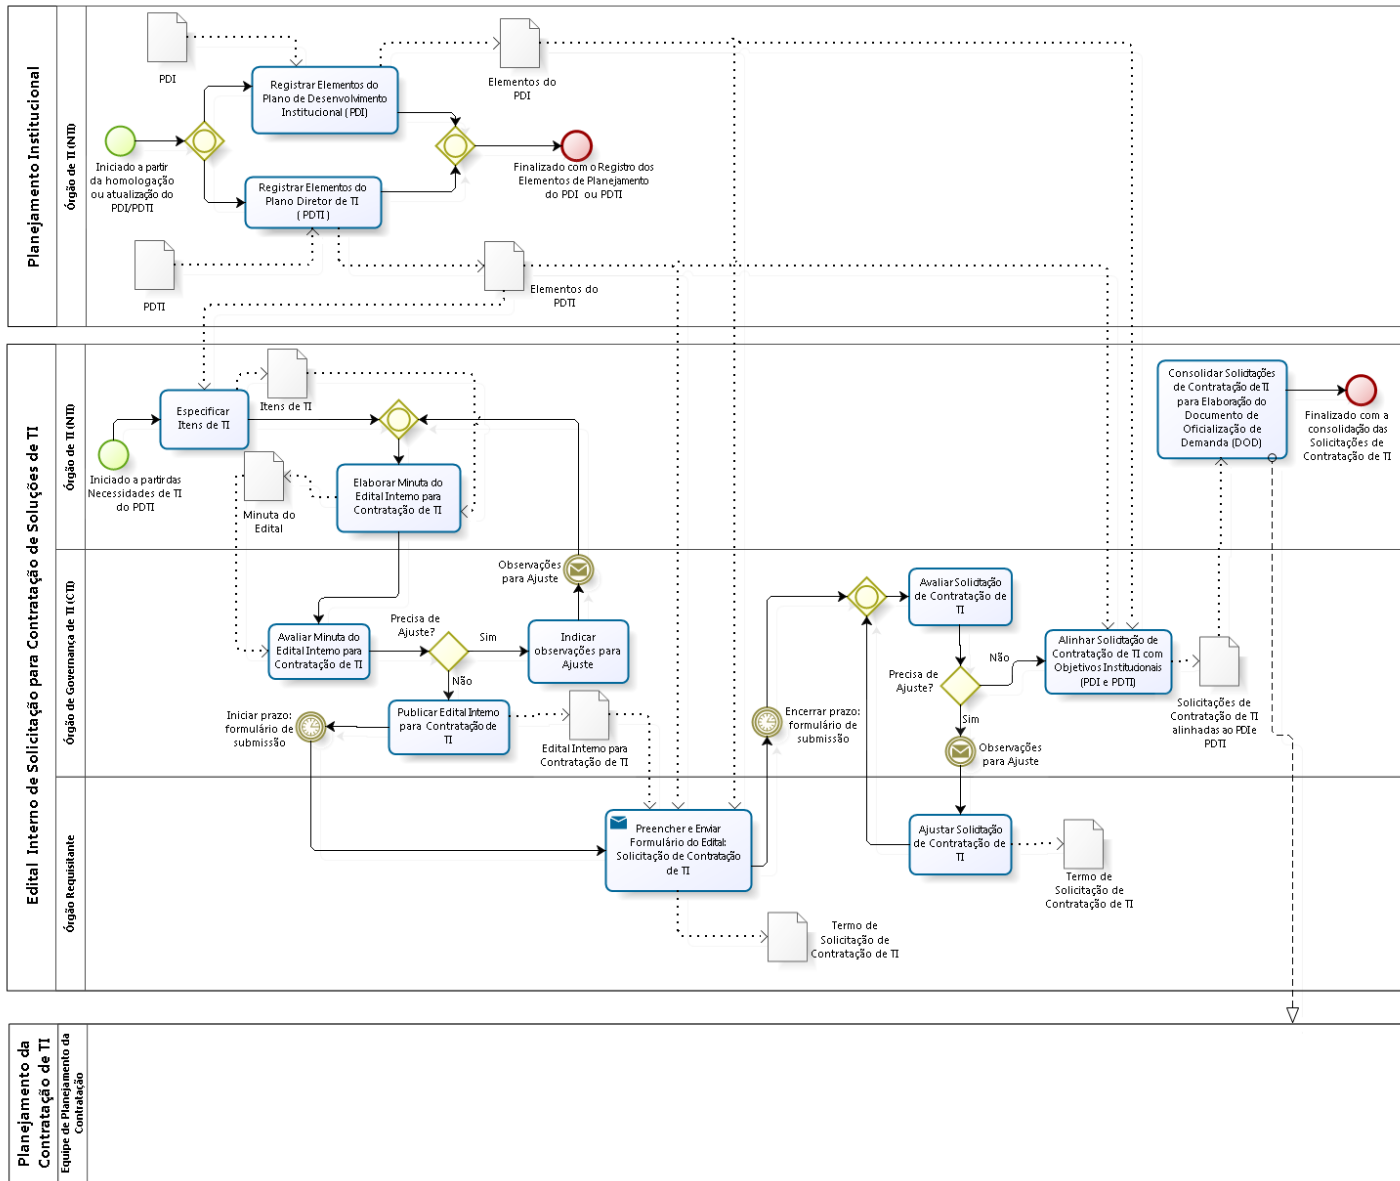 Planejamento Institucional
Órgão de TI (NTI)
PDI
Registrar Elementos do
Plano de Desenvolvimento
Institucional (PDI)
Elementos do
PDI
Iniciado a partir
da homologação
ou atualização do
PDI/PDTI
Registrar Elementos do
Plano Diretor de TI
(PDTI)
Finalizado com o Registro dos
Elementos de Planejamento
do PDI ou PDTI
PDTI
Elementos do
PDTI
Edital Interno de Solicitação para Contratação de Soluções de TI
Órgão de TI (NTI)
Especificar
Itens de TI
Itens de TI
Iniciado a partir das
Necessidades de TI
do PDTI
Minuta do
Edital
Elaborar Minuta do
Edital Interno para
Contratação de TI
Consolidar Solicitações
de Contratação de TI
para Elaboração do
Documento de
Oficialização de
Demanda (DOD)
Finalizado com a
consolidação das
Solicitações de
Contratação de TI
Órgão de Governança de TI (CTI)
Observações
para Ajuste
Avaliar Minuta do
Edital Interno para
Contratação de TI
Precisa de
Ajuste?
Sim
Não
Indicar
observações para
Ajuste
Iniciar prazo:
formulário de
submissão
Publicar Edital Interno
para Contratação de
TI
Edital Interno para
Contratação de TI
Encerrar prazo:
formulário de
submissão
Avaliar Solicitação
de Contratação de
TI
Precisa de
Ajuste?
Não
Sim
Observações
para Ajuste
Alinhar Solicitação de
Contratação de TI com
Objetivos Institucionais
(PDI e PDTI)
Solicitações de
Contratação de TI
alinhadas ao PDI e
PDTI
Órgão Requisitante
Preencher e Enviar
Formulário do Edital:
Solicitação de Contratação
de TI
Termo de
Solicitação de
Contratação de TI
Ajustar Solicitação
de Contratação de
TI
Termo de
Solicitação de
Contratação de TI
Planejamento da
Contratação de TI
Equipe de Planejamento da
Contratação